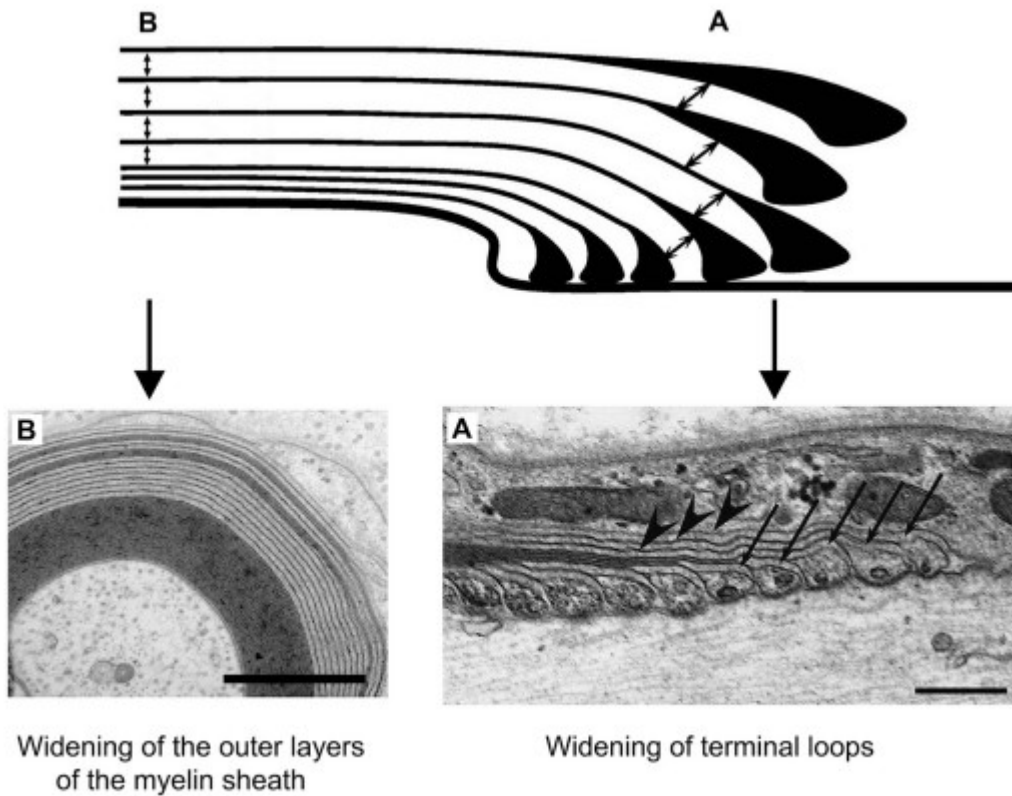 B
A
B
A
Widening of the outer layers
of the myelin sheath
Widening of terminal loops